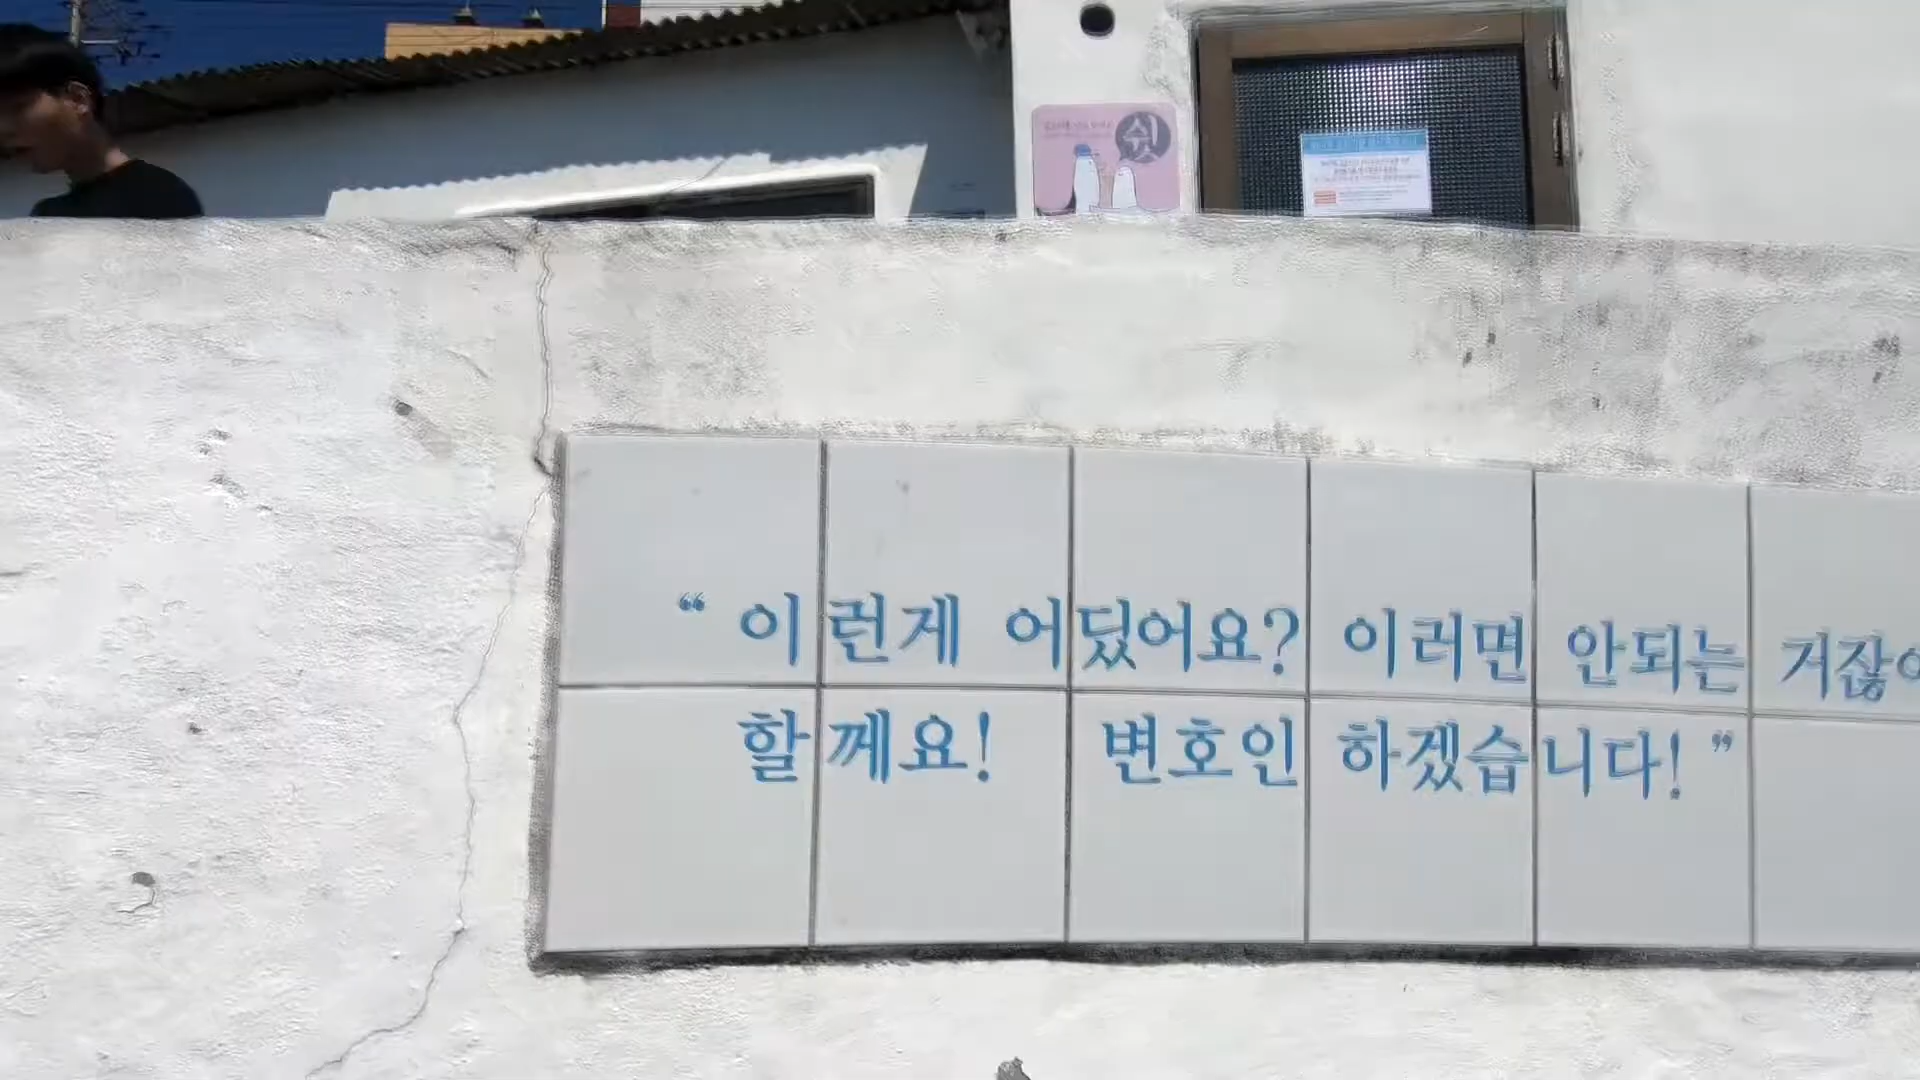 쉿
“ 이런게 어딨어요? 이러면 안되는 거잖
할께요! 변호인 하겠습니다! ”